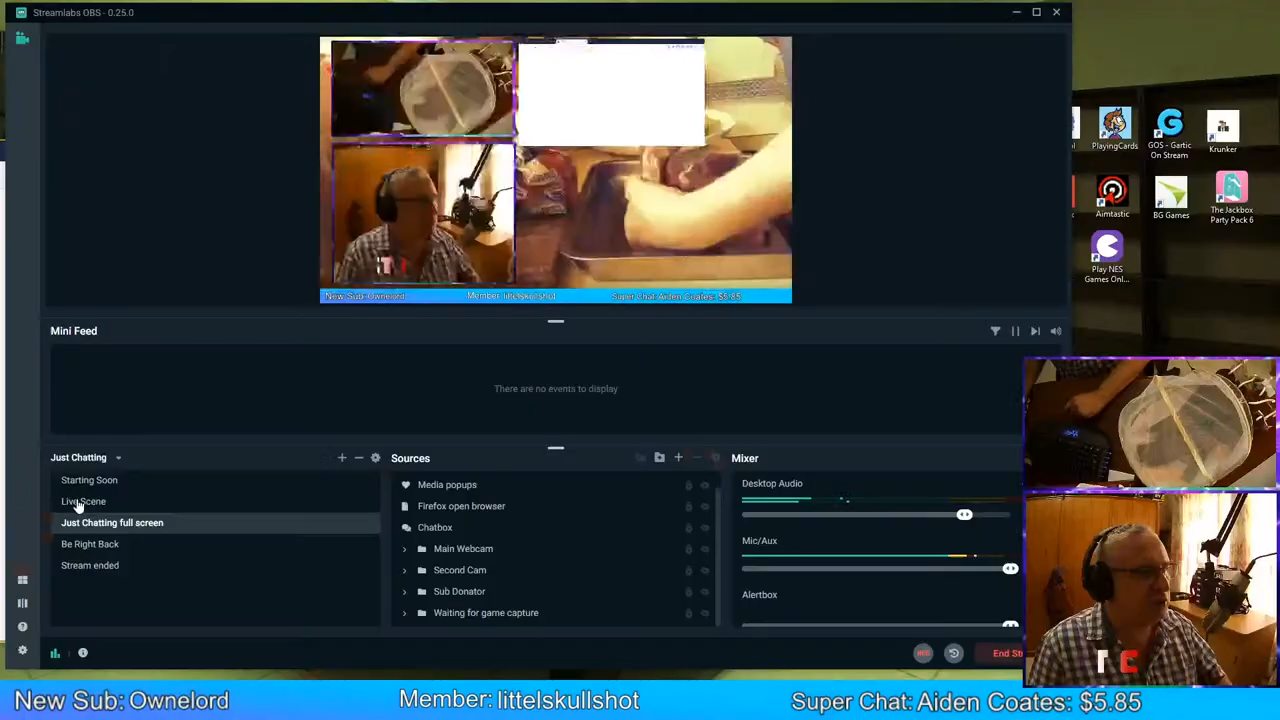 Streamlabs OBS - 0.25.0
PlayingCards
GOS - Gartic
On Stream
Krunker
Aimtastic
BG Games
The Jackbox
Party Pack 6
Play NES
Games Onl...
New Sub: Ownelord
Member: littelskullshot
Super Chat: Aiden Coates: $5.85
Mini Feed
There are no events to display
Just Chatting
Starting Soon
Live Scene
Just Chatting full screen
Be Right Back
Stream ended
Sources
Media popups
Firefox open browser
Chatbox
Main Webcam
Second Cam
Sub Donator
Waiting for game capture
Mixer
Desktop Audio
Mic/Aux
Alertbox
REC
End St
New Sub: Ownelord
Member: littelskullshot
Super Chat: Aiden Coates: $5.85